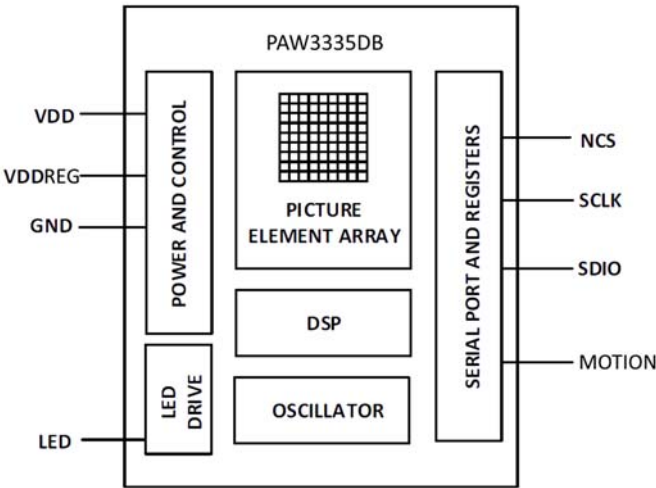 PAW3335DB
VDD
VDDREG
GND
LED
POWER AND CONTROL
LED
DRIVE
PICTURE
ELEMENT ARRAY
DSP
OSCILLATOR
SERIAL PORT AND REGISTERS
NCS
SCLK
SDIO
MOTION